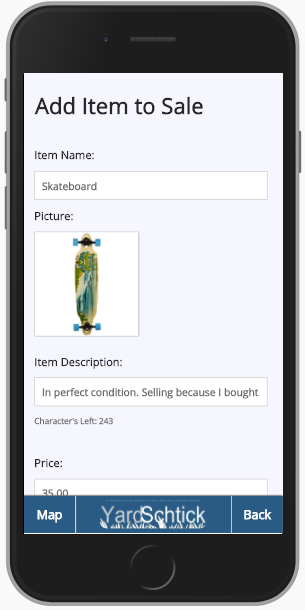 Add Item to Sale
Item Name:
Skateboard
Picture:
Item Description:
In perfect condition. Selling because I bought
Character's Left: 243
Price:
35.00
Map
YardSchtick
Back